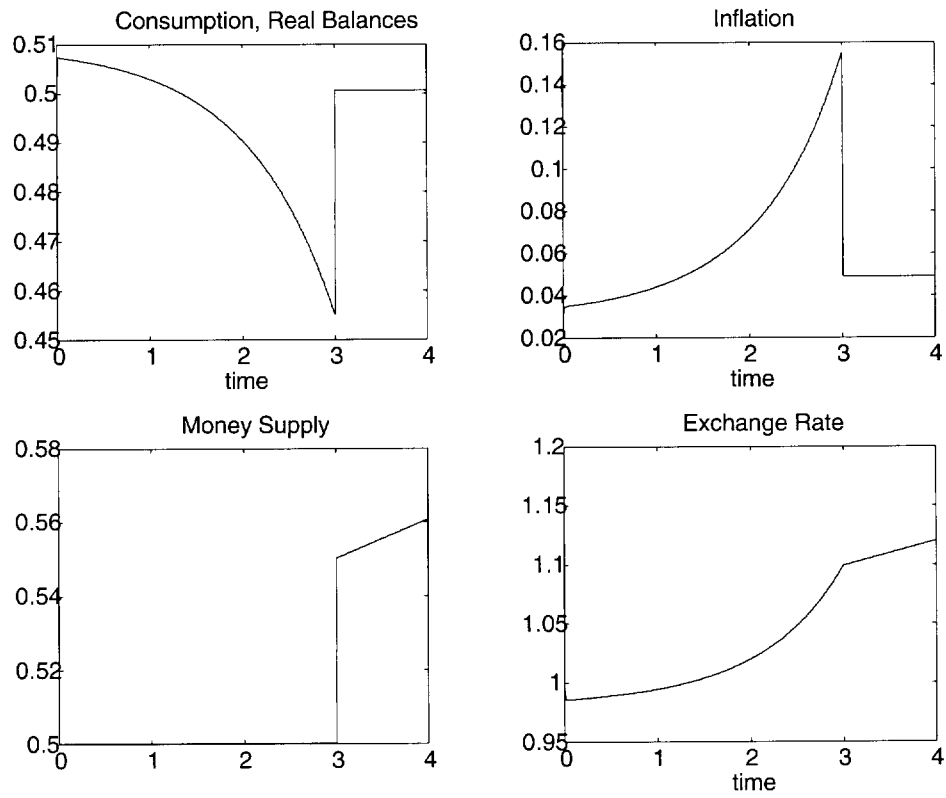 Consumption, Real Balances
0.51
0.5
0.49
0.48
0.47
0.46
0.45
0 1 2 3 4
time
Inflation
0.16
0.14
0.12
0.1
0.08
0.06
0.04
0.02
0 1 2 3 4
time
Money Supply
0.58
0.56
0.54
0.52
0.5
0 1 2 3 4
Exchange Rate
1.2
1.15
1.1
1.05
1
0.95
0 1 2 3 4
time